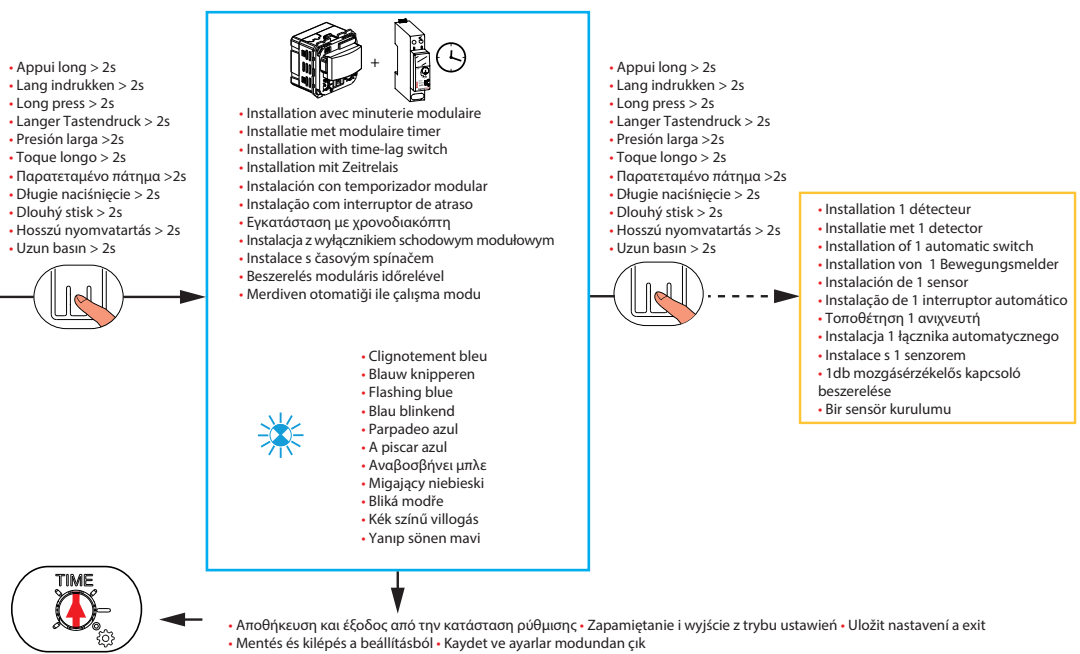 • Appui long > 2s
• Lang indrukken > 2s
• Long press > 2s
• Langer Tastendruck > 2s
• Presión larga >2s
• Toque longo > 2s
• Παρατεταμένο πάτημα >2s
• Długie naciśnięcie > 2s
• Dlouhý stisk > 2s
• Hosszú nyomvatartás > 2s
• Uzun basın > 2s
+
• Installation avec minuterie modulaire
• Installatie met modulaire timer
• Installation with time-lag switch
• Installation mit Zeitrelais
• Instalación con temporizador modular
• Instalação com interruptor de atraso
• Εγκατάσταση με χρονοδιακόπτη
• Instalacja z wyłącznikiem schodowym modułowym
• Instalace s časovým spínačem
• Beszerelés moduláris időrelével
• Merdiven otomatiği ile çalışma modu
• Clignotement bleu
• Blauw knipperen
• Flashing blue
• Blau blinkend
• Parpadeo azul
• A piscar azul
• Αναβοσβήνει μπλε
• Migający niebieski
• Bliká modře
• Kék színű villogás
• Yanıp sönen mavi
• Appui long > 2s
• Lang indrukken > 2s
• Long press > 2s
• Langer Tastendruck > 2s
• Presión larga >2s
• Toque longo > 2s
• Παρατεταμένο πάτημα >2s
• Długie naciśnięcie > 2s
• Dlouhý stisk > 2s
• Hosszú nyomvatartás > 2s
• Uzun basın > 2s
• Installation 1 détecteur
• Installatie met 1 detector
• Installation of 1 automatic switch
• Installation von 1 Bewegungsmelder
• Instalación de 1 sensor
• Instalação de 1 interruptor automático
• Τοποθέτηση 1 ανιχνευτή
• Instalacja 1 łącznika automatycznego
• Instalace s 1 senzorem
• 1db mozgásérzékelős kapcsoló
beszerelése
• Bir sensör kurulumu
TIME
• Αποθήκευση και έξοδος από την κατάσταση ρύθμισης • Zapamiętanie i wyjście z trybu ustawień • Uložit nastavení a exit
• Mentés és kilépés a beállításból • Kaydet ve ayarlar modundan çık